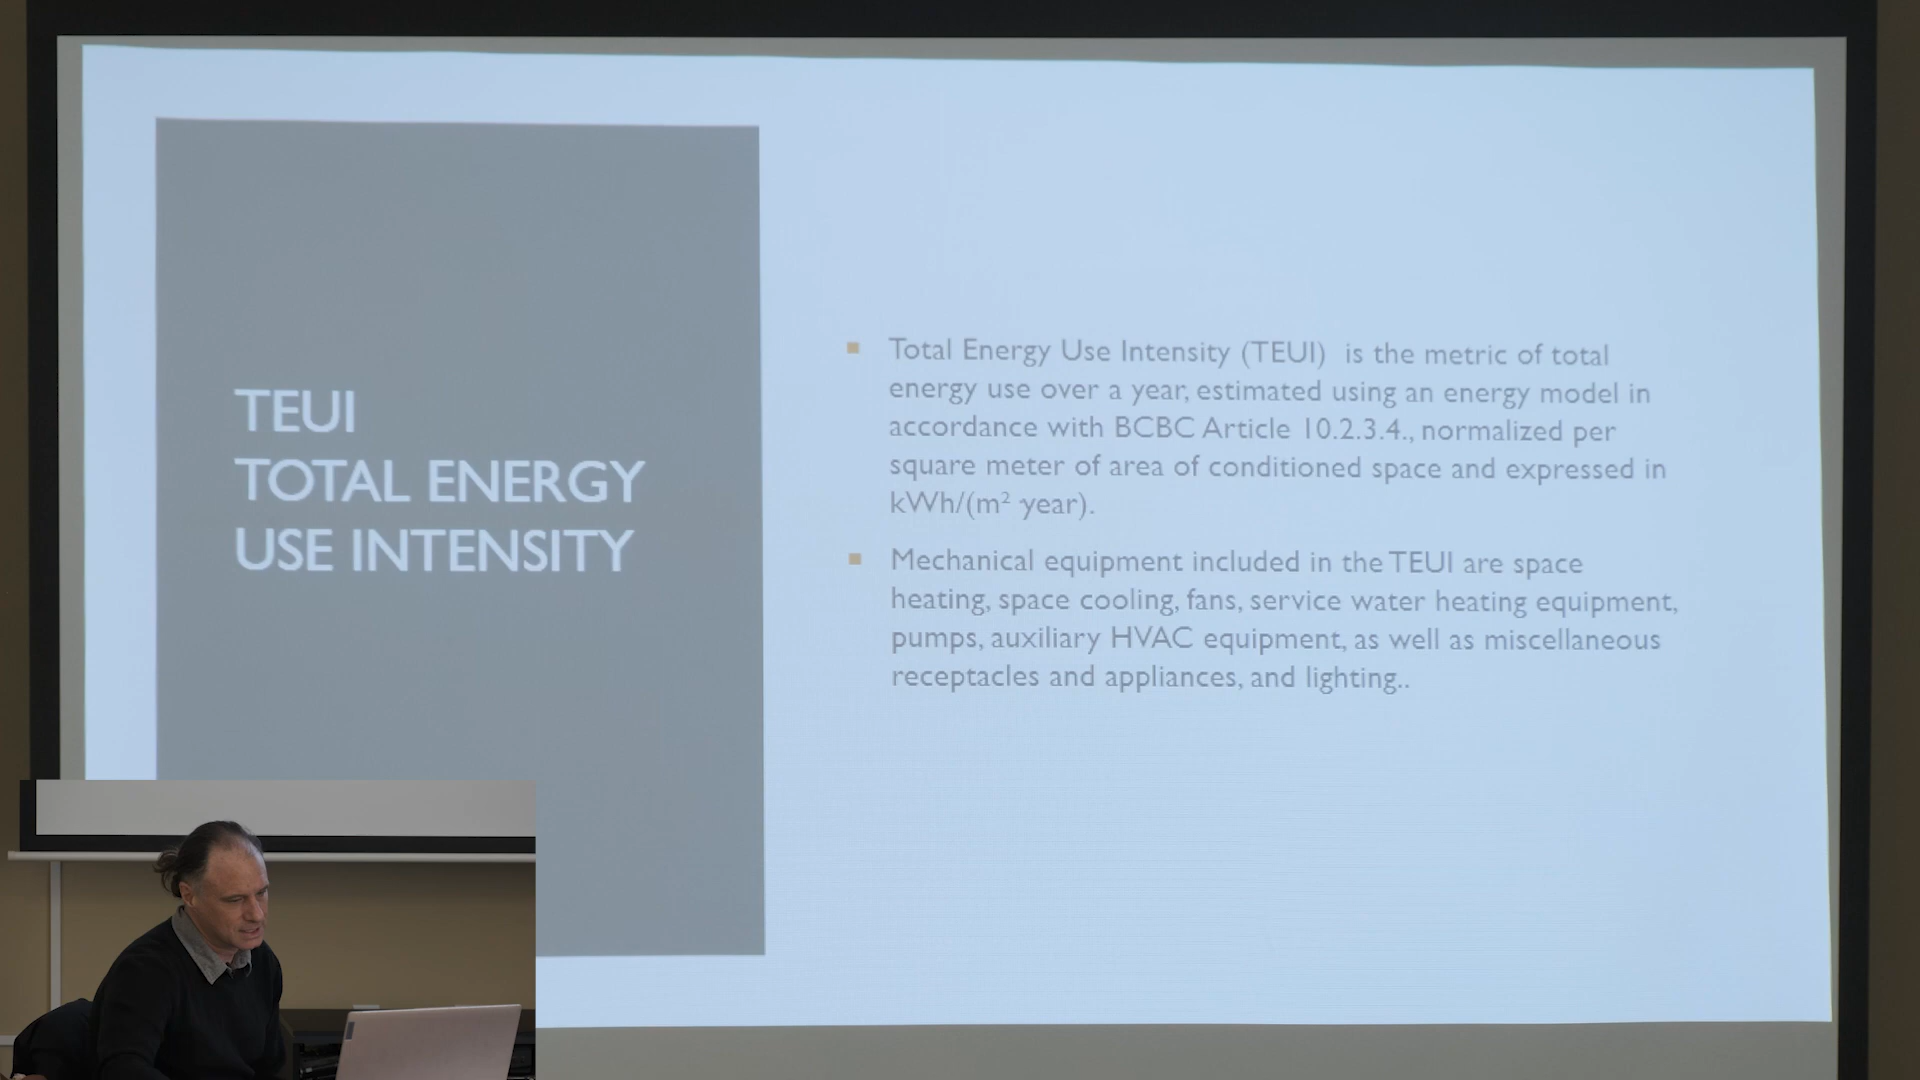 TEUI
TOTAL ENERGY
USE INTENSITY
Total Energy Use Intensity (TEUI) is the metric of total
energy use over a year, estimated using an energy model in
accordance with BCBC Article 10.2.3.4., normalized per
square meter of area of conditioned space and expressed in
kWh/(m² year).
Mechanical equipment included in the TEUI are space
heating, space cooling, fans, service water heating equipment,
pumps, auxiliary HVAC equipment, as well as miscellaneous
receptacles and appliances, and lighting..